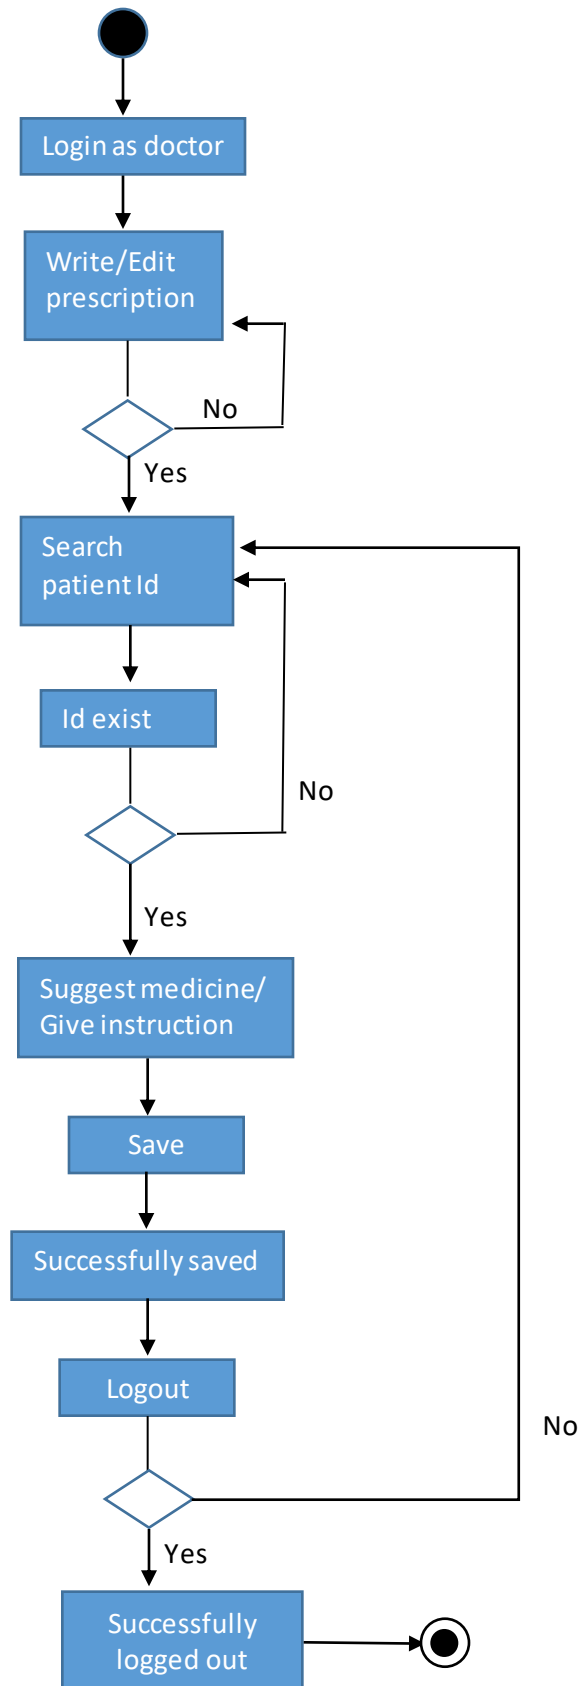 Login as doctor
Write/Edit
prescription
No
Yes
Search
patient Id
Id exist
No
Yes
Suggest medicine/
Give instruction
Save
Successfully saved
Logout
No
Yes
Successfully
logged out